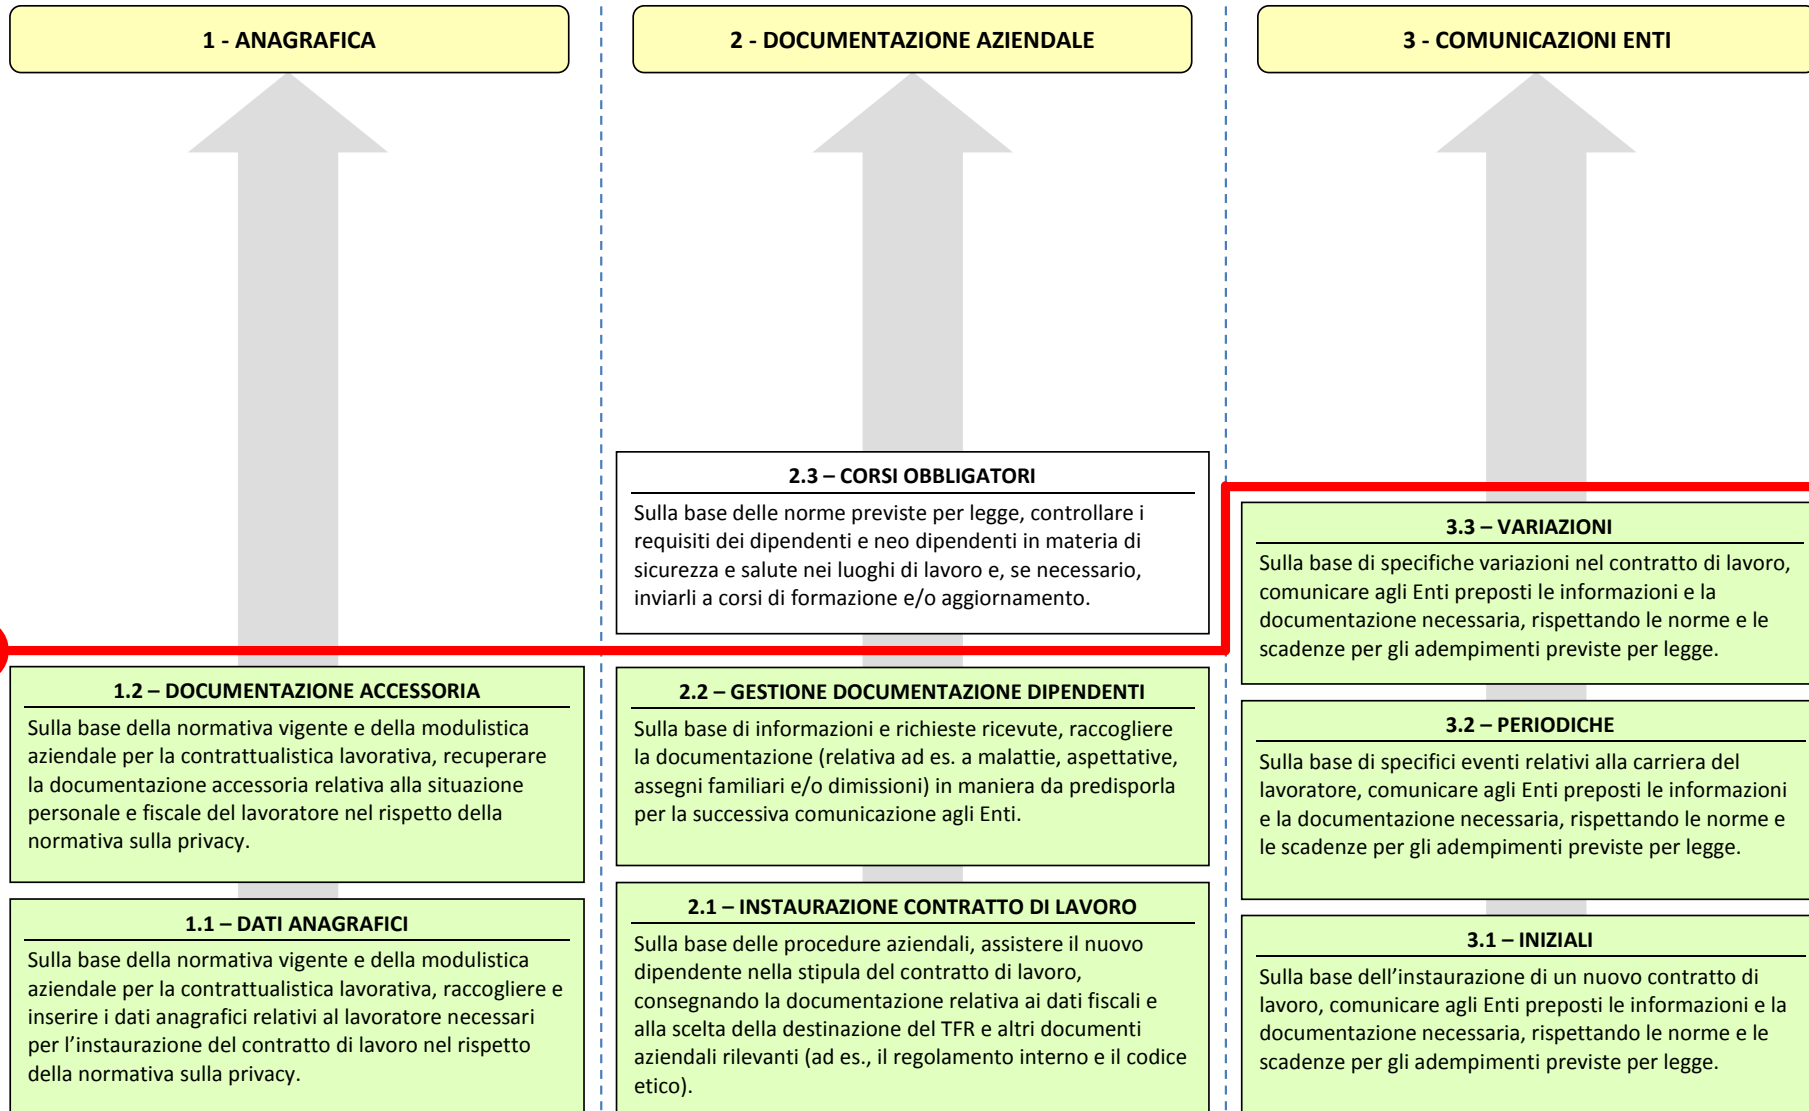 1 - ANAGRAFICA
2 - DOCUMENTAZIONE AZIENDALE
3 - COMUNICAZIONI ENTI
1.2 – DOCUMENTAZIONE ACCESSORIA
Sulla base della normativa vigente e della modulistica
aziendale per la contrattualistica lavorativa, recuperare
la documentazione accessoria relativa alla situazione
personale e fiscale del lavoratore nel rispetto della
normativa sulla privacy.
1.1 – DATI ANAGRAFICI
Sulla base della normativa vigente e della modulistica
aziendale per la contrattualistica lavorativa, raccogliere e
inserire i dati anagrafici relativi al lavoratore necessari
per l’instaurazione del contratto di lavoro nel rispetto
della normativa sulla privacy.
2.3 – CORSI OBBLIGATORI
Sulla base delle norme previste per legge, controllare i
requisiti dei dipendenti e neo dipendenti in materia di
sicurezza e salute nei luoghi di lavoro e, se necessario,
inviarli a corsi di formazione e/o aggiornamento.
2.2 – GESTIONE DOCUMENTAZIONE DIPENDENTI
Sulla base di informazioni e richieste ricevute, raccogliere
la documentazione (relativa ad es. a malattie, aspettative,
assegni familiari e/o dimissioni) in maniera da predisporla
per la successiva comunicazione agli Enti.
2.1 – INSTAURAZIONE CONTRATTO DI LAVORO
Sulla base delle procedure aziendali, assistere il nuovo
dipendente nella stipula del contratto di lavoro,
consegnando la documentazione relativa ai dati fiscali e
alla scelta della destinazione del TFR e altri documenti
aziendali rilevanti (ad es., il regolamento interno e il codice
etico).
3.3 – VARIAZIONI
Sulla base di specifiche variazioni nel contratto di lavoro,
comunicare agli Enti preposti le informazioni e la
documentazione necessaria, rispettando le norme e le
scadenze per gli adempimenti previste per legge.
3.2 – PERIODICHE
Sulla base di specifici eventi relativi alla carriera del
lavoratore, comunicare agli Enti preposti le informazioni
e la documentazione necessaria, rispettando le norme e
le scadenze per gli adempimenti previste per legge.
3.1 – INIZIALI
Sulla base dell’instaurazione di un nuovo contratto di
lavoro, comunicare agli Enti preposti le informazioni e la
documentazione necessaria, rispettando le norme e le
scadenze per gli adempimenti previste per legge.